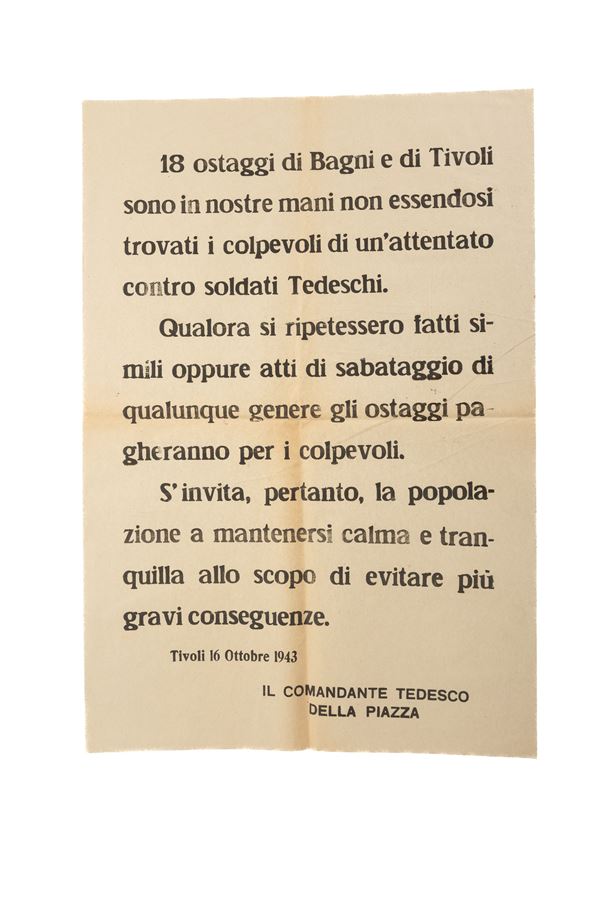 18 ostaggi di Bagni e di Tivoli
sono in nostre mani non essendosi
trovati i colpevoli di un'attentato
contro soldati Tedeschi.
Qualora si ripetessero fatti si-
mili oppure atti di sabataggio di
qualunque genere gli ostaggi pa-
gheranno per i colpevoli.
S'invita, pertanto, la popola-
zione a mantenersi calma e tran-
quilla allo scopo di evitare più
gravi conseguenze.
Tivoli 16 Ottobre 1943
IL COMANDANTE TEDESCO
DELLA PIAZZA